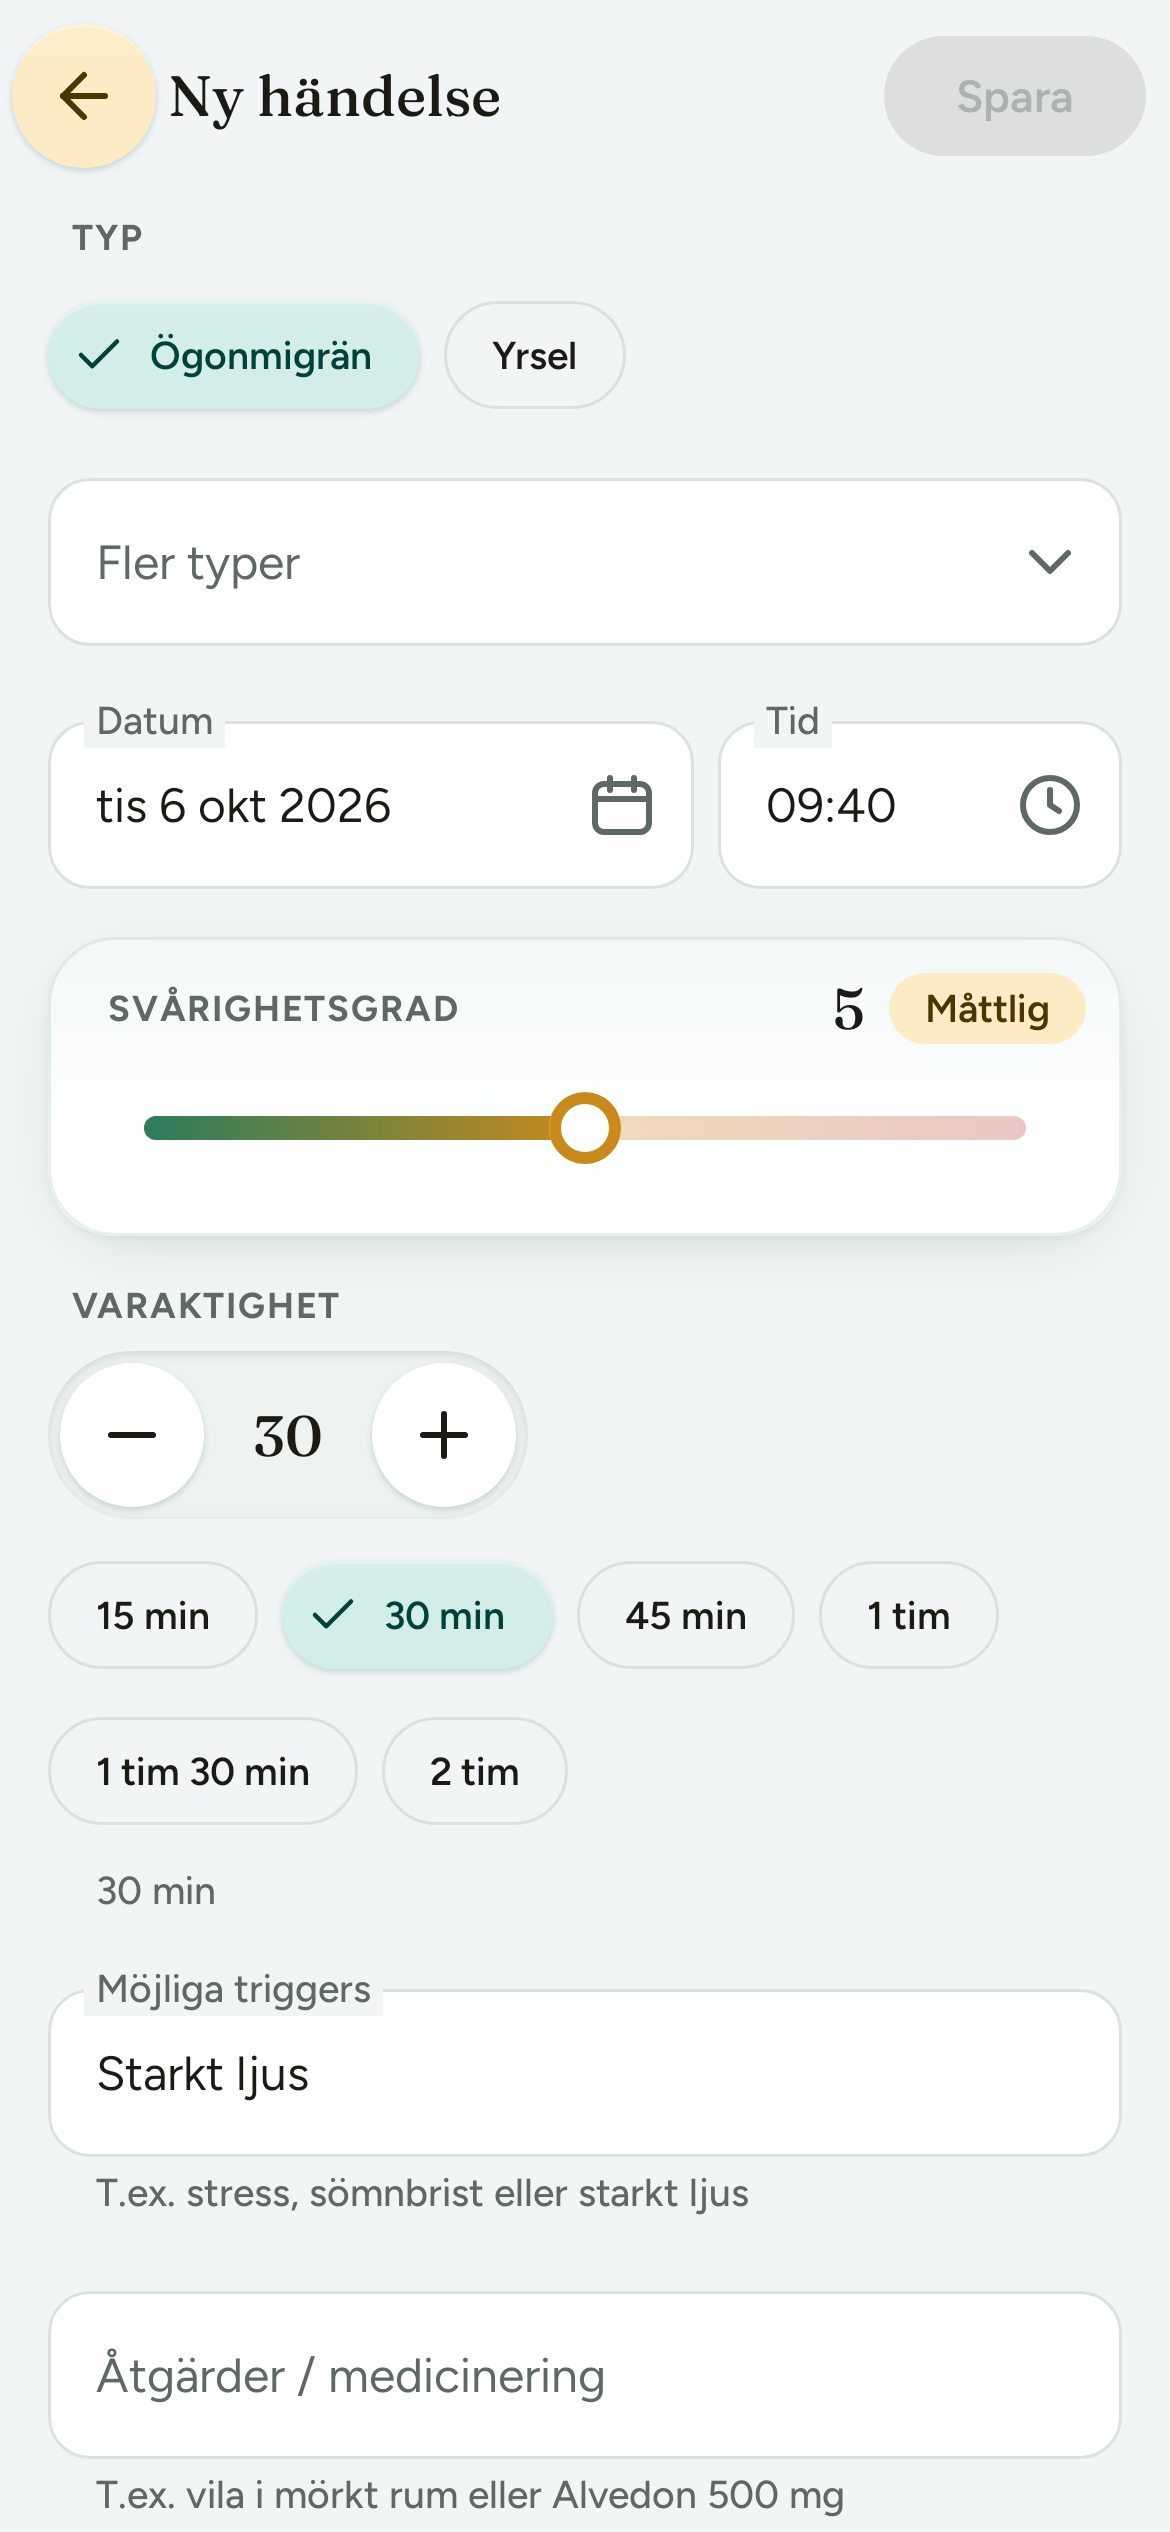 Ny händelse
Spara
TYP
Ögonmigrän
Yrsel
Fler typer
Datum
Tid
tis 6 okt 2026
09:40
SVÅRIGHETSGRAD
5
Måttlig
VARAKTIGHET
30
15 min
30 min
45 min
1 tim
1 tim 30 min
2 tim
30 min
Möjliga triggers
Starkt ljus
T.ex. stress, sömnbrist eller starkt ljus
Åtgärder / medicinering
T.ex. vila i mörkt rum eller Alvedon 500 mg